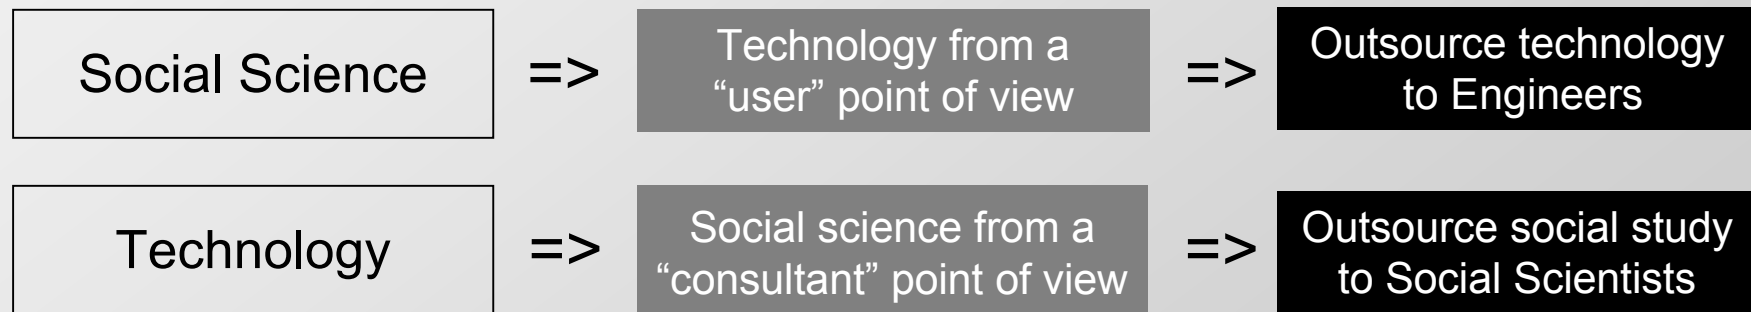 Social Science
=>
Technology from a
“user” point of view
=>
Outsource technology
to Engineers
Technology
=>
Social science from a
“consultant” point of view
=>
Outsource social study
to Social Scientists